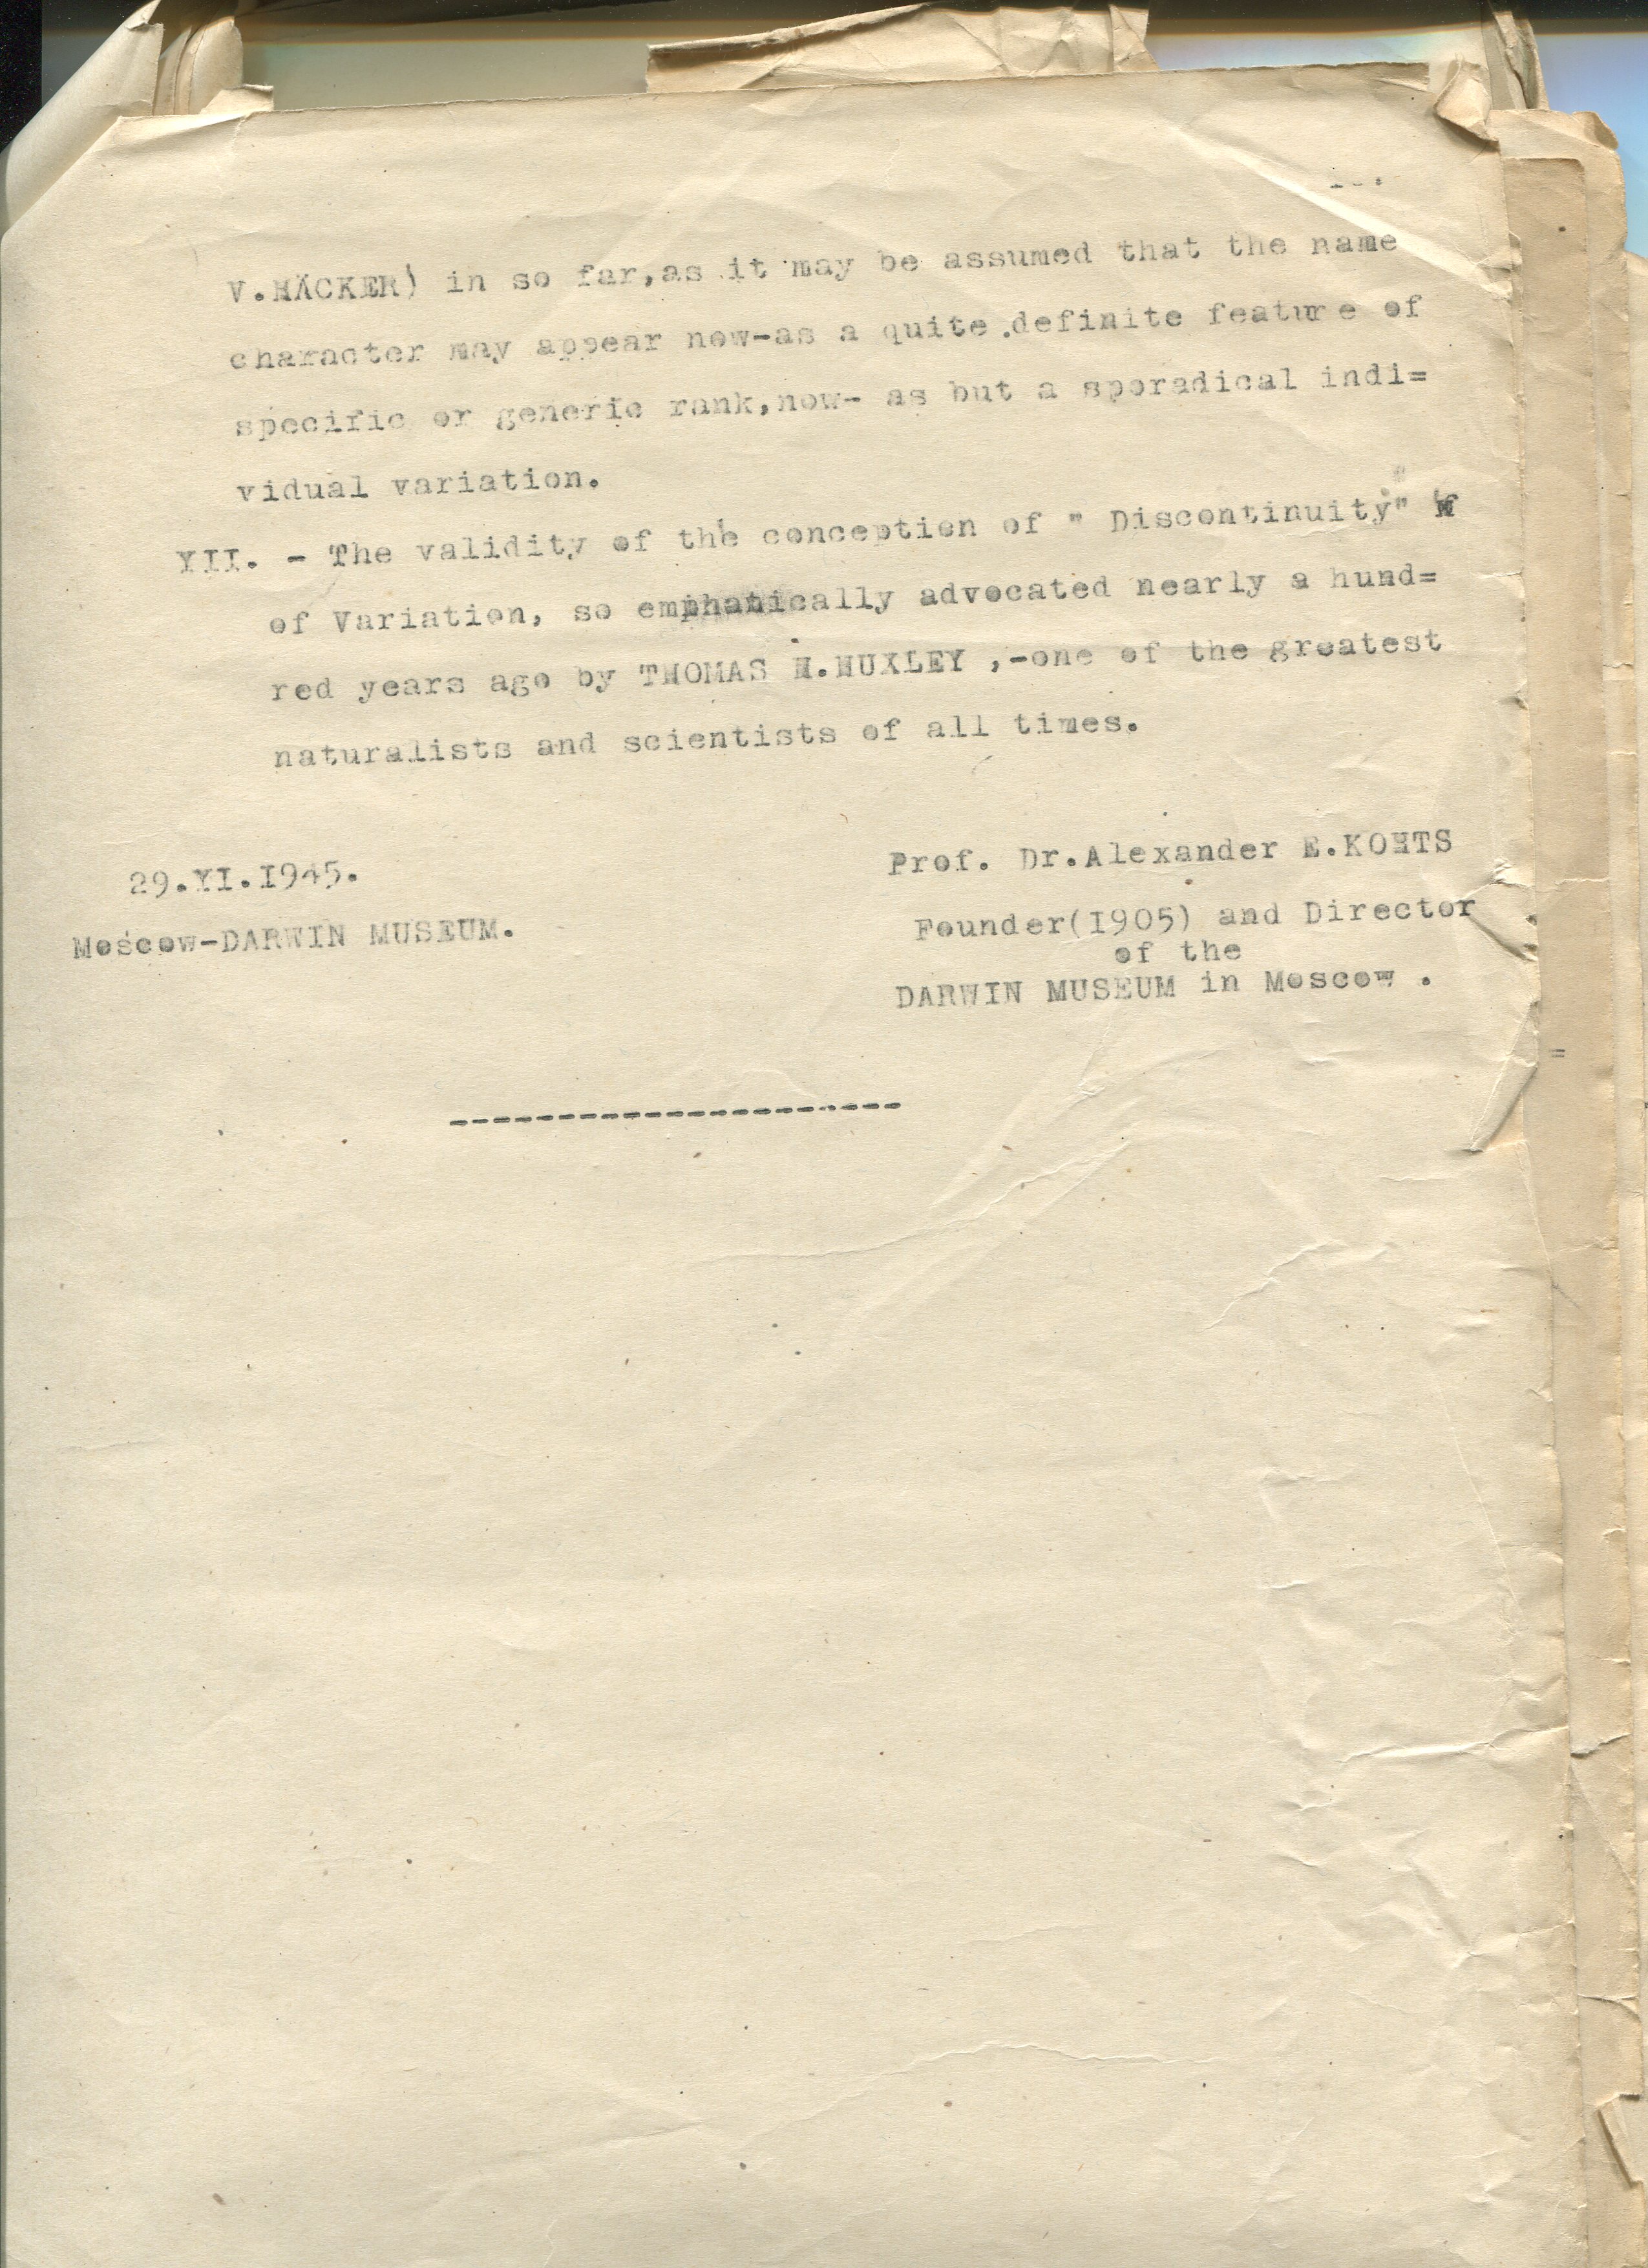 V.HÄCKER) in so far,as it may be assumed that the name
character may appear now-as a quite definite feature of
specific or generic rank,now- as but a sporadical indi=
vidual variation.
XII. - The validity of the conception of " Discontinuity"
of Variation, so emphatically advocated nearly a hund=
red years ago by THOMAS H.HUXLEY ,-one of the greatest
naturalists and scientists of all times.
Prof. Dr.Alexander E.KOHTS
29.XI.1945.
Founder(1905) and Director
Moscow-DARWIN MUSEUM.
of the
DARWIN MUSEUM in Moscow .